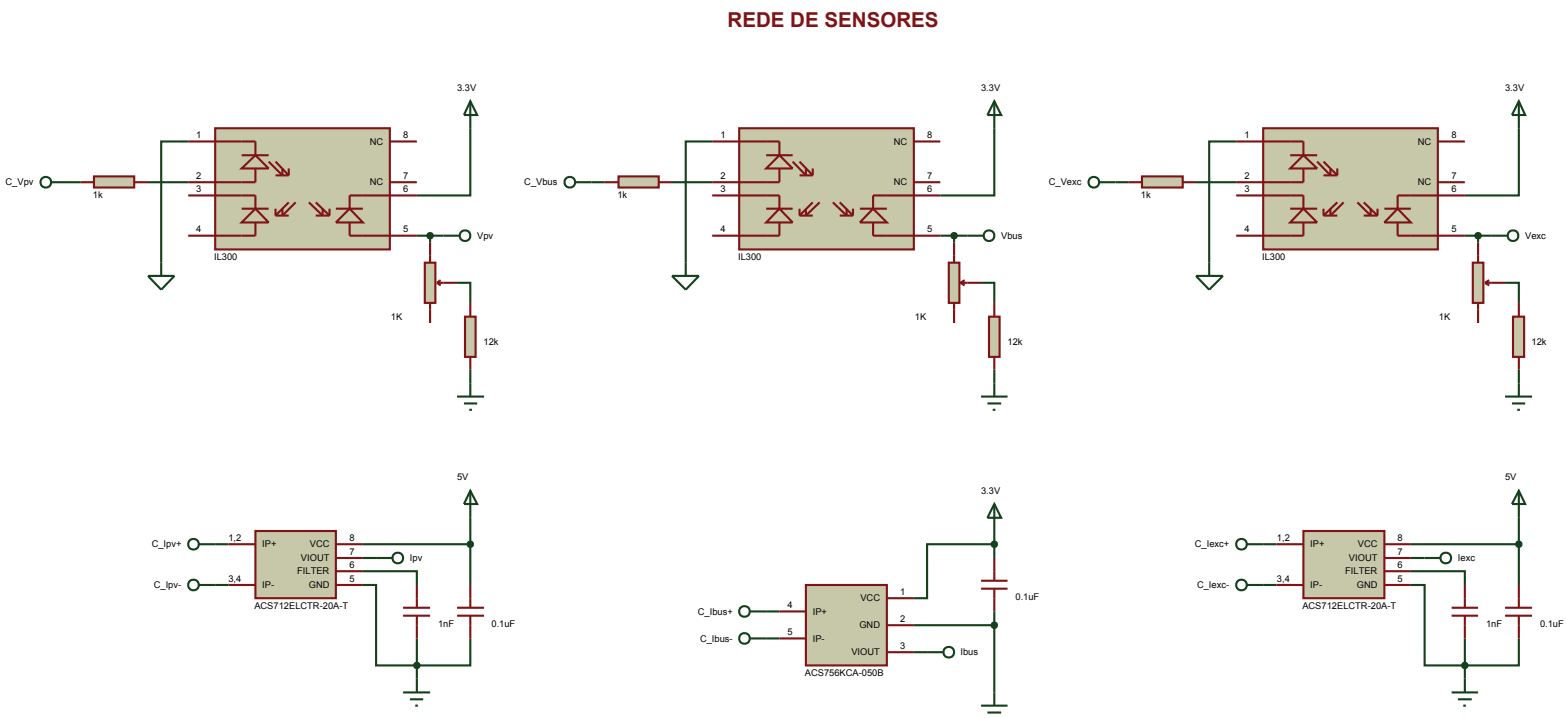 REDE DE SENSORES
3.3V
1
NC
8
C_Vpv
1k
2
3
NC
7
6
4
5
Vpv
IL300
1K
12k
3.3V
1
NC
8
C_Vbus
1k
2
3
NC
7
6
4
5
Vbus
IL300
1K
12k
3.3V
1
NC
8
C_Vexc
1k
2
3
NC
7
6
4
5
Vexc
IL300
1K
12k
5V
C_Ipv+
1,2
IP+
VCC
8
VIOUT
7
Ipv
FILTER
6
C_Ipv-
3,4
IP-
GND
5
ACS712ELCTR-20A-T
1nF
0.1uF
3.3V
0.1uF
VCC
1
C_Ibus+
4
IP+
GND
2
C_Ibus-
5
IP-
VIOUT
3
Ibus
ACS756KCA-050B
5V
C_Iexc+
1,2
IP+
VCC
8
VIOUT
7
Iexc
FILTER
6
C_Iexc-
3,4
IP-
GND
5
ACS712ELCTR-20A-T
1nF
0.1uF